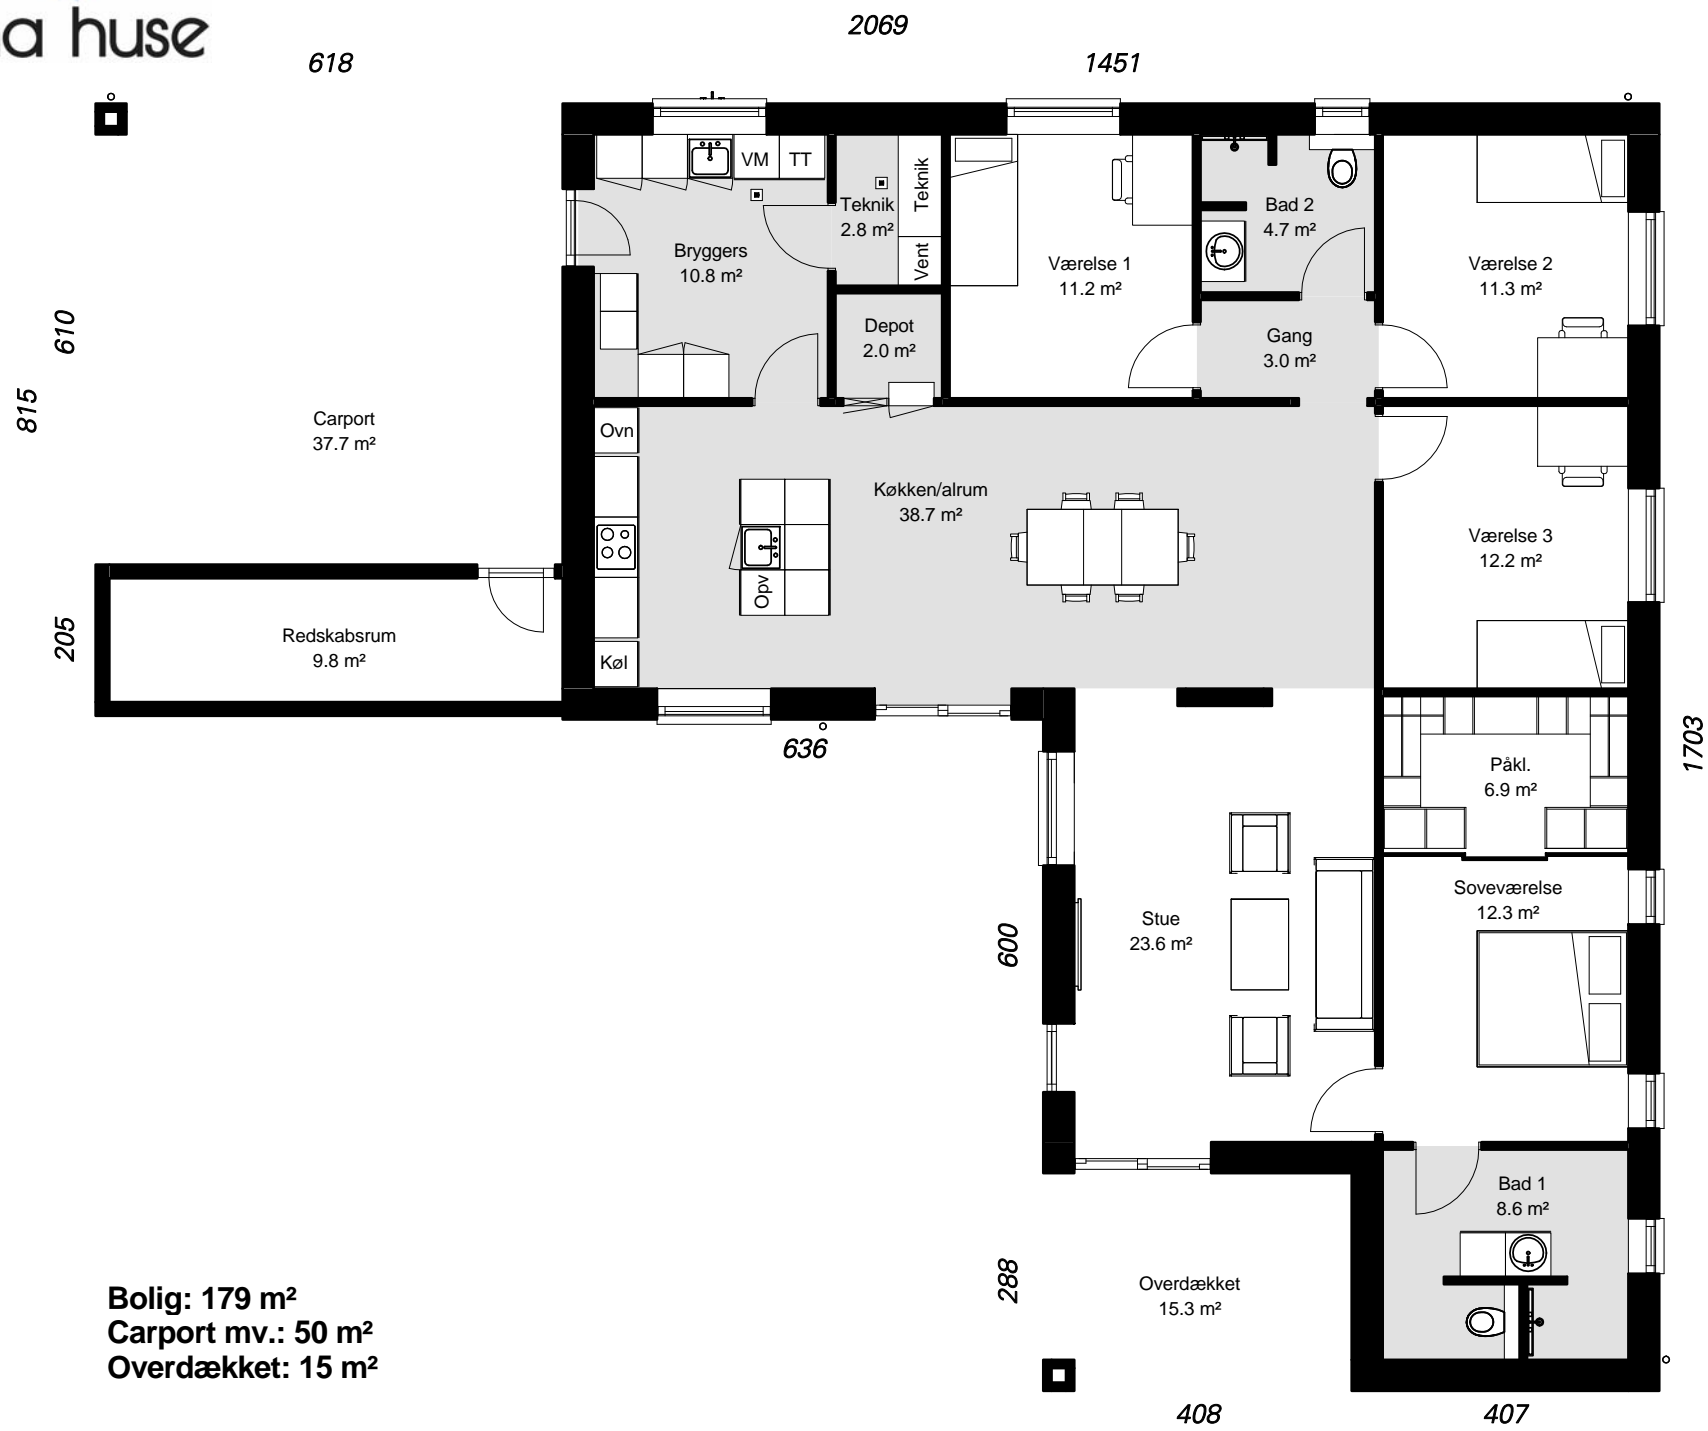 a huse
2069
618
1451
VM
TT
Teknik
2.8 m²
Teknik
Vent
Bryggers
10.8 m²
Depot
2.0 m²
Værelse 1
11.2 m²
Bad 2
4.7 m²
Gang
3.0 m²
Værelse 2
11.3 m²
610
815
205
Carport
37.7 m²
Redskabsrum
9.8 m²
Ovn
Køl
Opv
Køkken/alrum
38.7 m²
Værelse 3
12.2 m²
636
1703
Påkl.
6.9 m²
Soveværelse
12.3 m²
Stue
23.6 m²
600
Bad 1
8.6 m²
288
Overdækket
15.3 m²
408
407
Bolig: 179 m²
Carport mv.: 50 m²
Overdækket: 15 m²